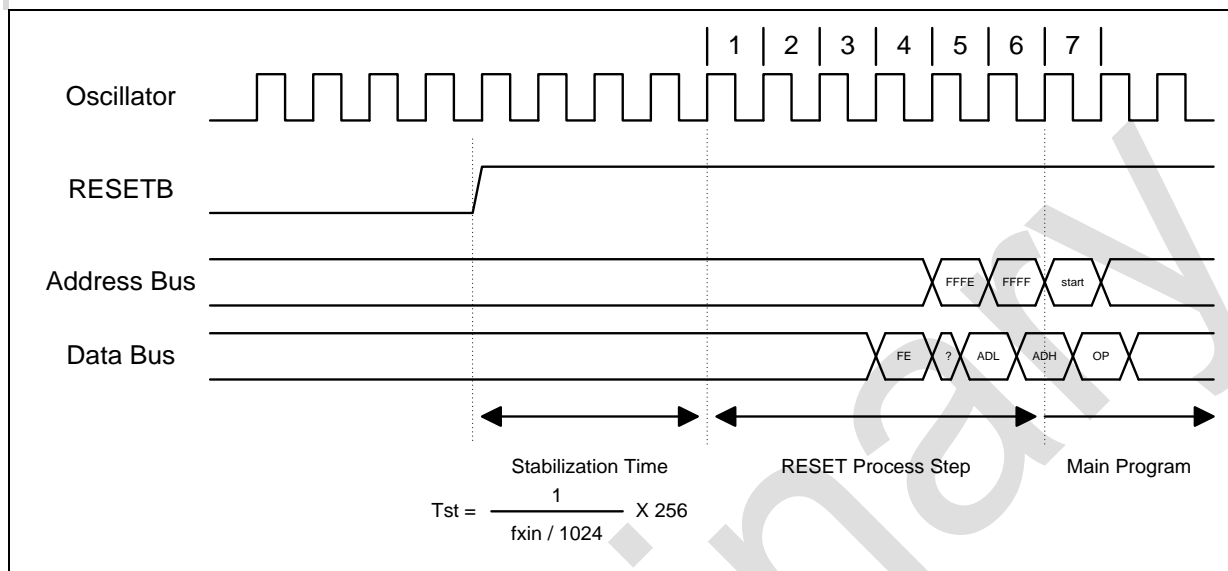 1 2 3 4 5 6 7
Oscillator
RESETB
Address Bus
FFFE FFFF start
Data Bus
FE ? ADL ADH OP
Stabilization Time RESET Process Step Main Program
Tst = 1 X 256
fxin / 1024
inary